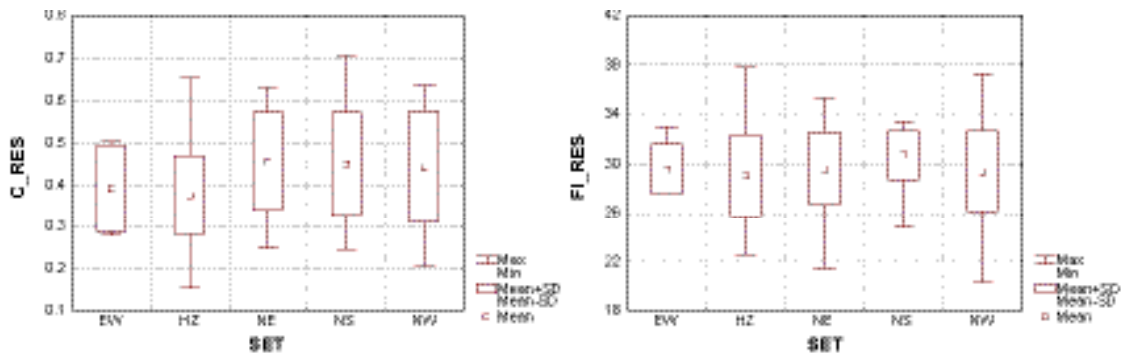 0.8
0.7
0.6
0.5
0.4
0.3
0.2
0.1
C_RES
EW
HZ
NE
NS
NW
SET
Max
Min
Mean+SD
Mean-SD
Mean
42
38
34
30
26
22
18
FI_RES
EW
HZ
NE
NS
NW
SET
Max
Min
Mean+SD
Mean-SD
Mean